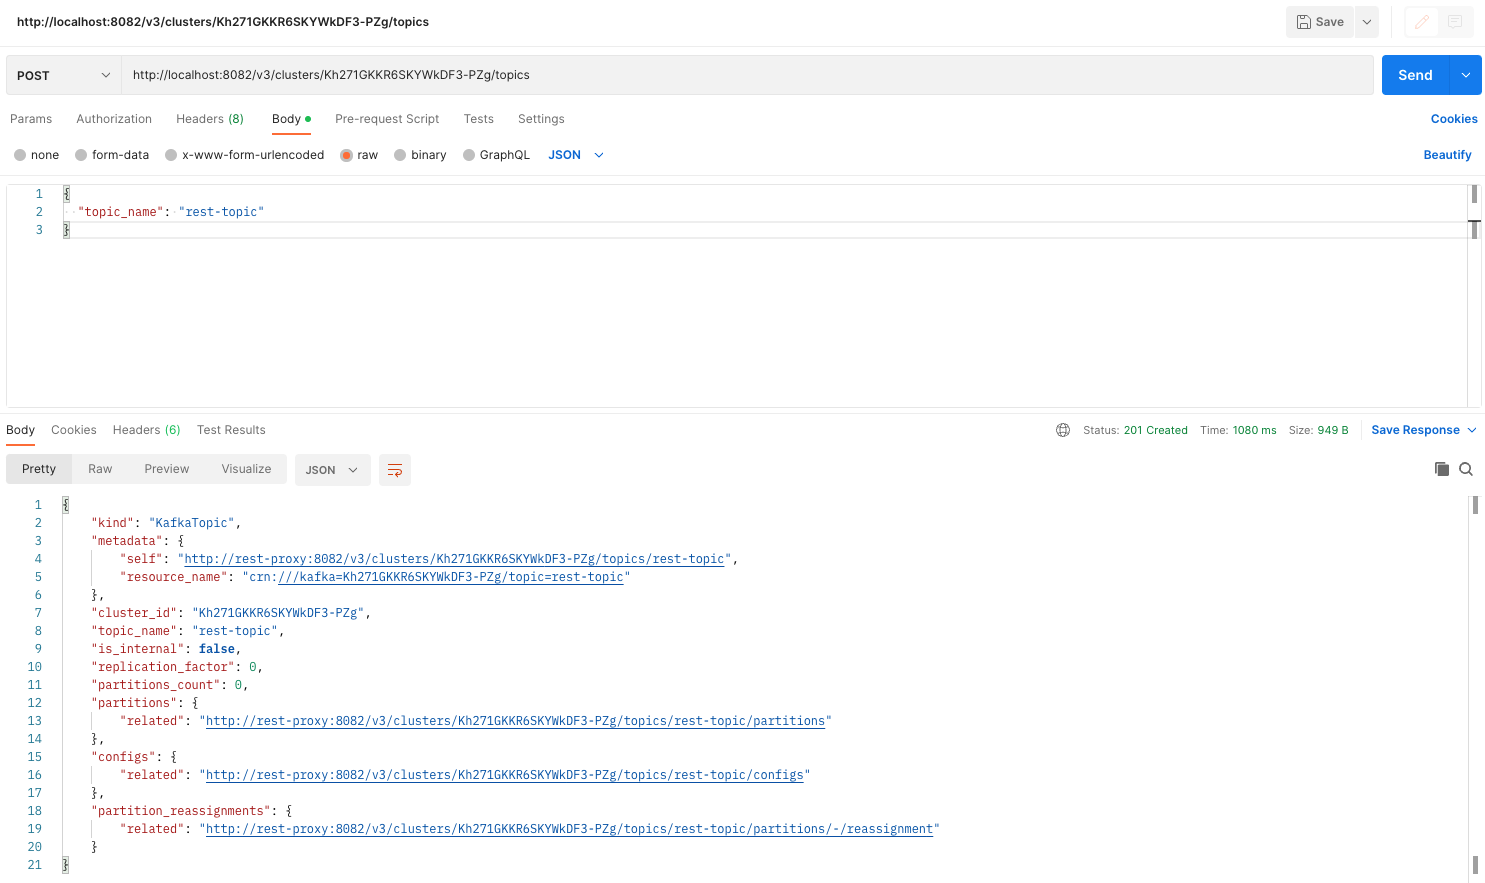 http://localhost:8082/v3/clusters/Kh271GKKR6SKYWkDF3-PZg/topics
Save
POST http://localhost:8082/v3/clusters/Kh271GKKR6SKYWkDF3-PZg/topics Send
Params Authorization Headers (8) Body Pre-request Script Tests Settings Cookies
none form-data x-www-form-urlencoded raw binary GraphQL JSON Beautify
1 {
2 "topic_name": "rest-topic"
3 }
Body Cookies Headers (6) Test Results Status: 201 Created Time: 1080 ms Size: 949 B Save Response
Pretty Raw Preview Visualize JSON
1 {
2 "kind": "KafkaTopic",
3 "metadata": {
4 "self": "http://rest-proxy:8082/v3/clusters/Kh271GKKR6SKYWkDF3-PZg/topics/rest-topic",
5 "resource_name": "crn:///kafka=Kh271GKKR6SKYWkDF3-PZg/topic=rest-topic"
6 },
7 "cluster_id": "Kh271GKKR6SKYWkDF3-PZg",
8 "topic_name": "rest-topic",
9 "is_internal": false,
10 "replication_factor": 0,
11 "partitions_count": 0,
12 "partitions": {
13 "related": "http://rest-proxy:8082/v3/clusters/Kh271GKKR6SKYWkDF3-PZg/topics/rest-topic/partitions"
14 },
15 "configs": {
16 "related": "http://rest-proxy:8082/v3/clusters/Kh271GKKR6SKYWkDF3-PZg/topics/rest-topic/configs"
17 },
18 "partition_reassignments": {
19 "related": "http://rest-proxy:8082/v3/clusters/Kh271GKKR6SKYWkDF3-PZg/topics/rest-topic/partitions/-/reassignment"
20 }
21 }